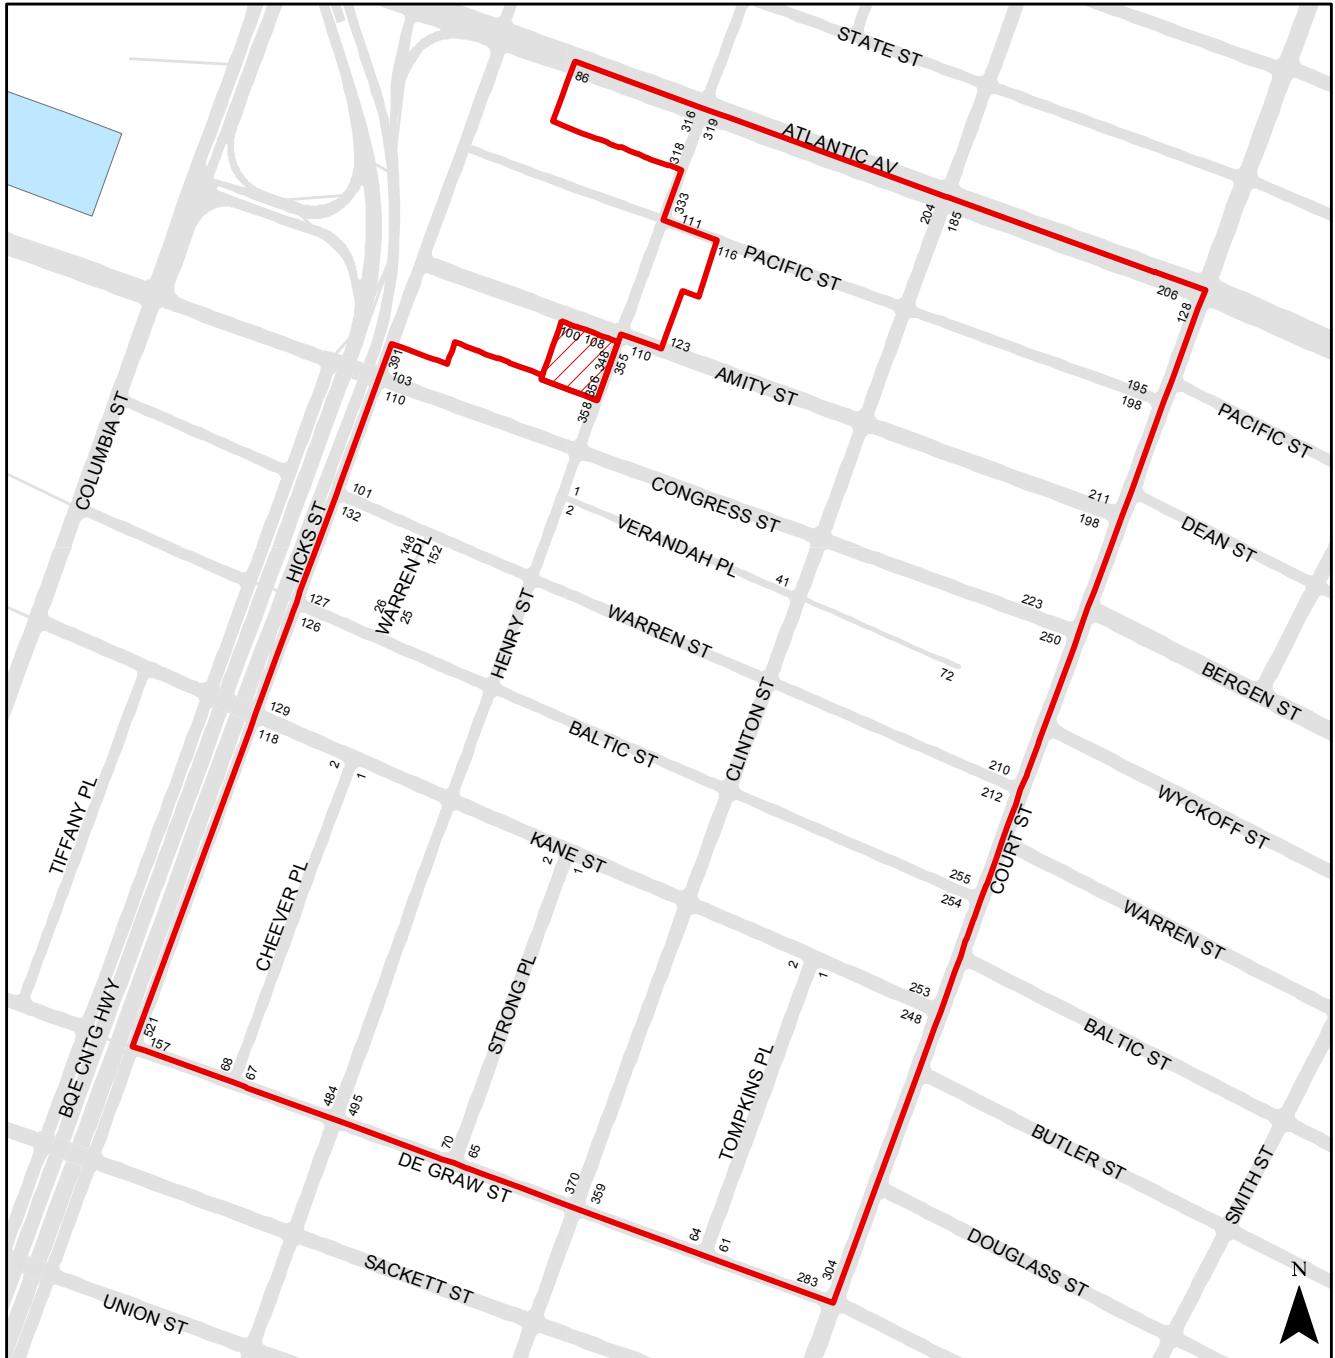 STATE ST
86
316
319
ATLANTIC AV
318
333
111
204
185
116
PACIFIC ST
206
128
100
108
348
356
355
358
110
123
391
103
110
AMITY ST
195
198
PACIFIC ST
COLUMBIA ST
HICKS ST
101
132
1
2
CONGRESS ST
VERANDAH PL
41
211
198
DEAN ST
148
152
WARREN PL
26
25
127
126
HENRY ST
WARREN ST
223
250
72
BERGEN ST
129
118
BALTIC ST
CLINTON ST
210
212
WYCKOFF ST
2
1
TIFFANY PL
KANE ST
COURT ST
2
1
255
254
WARREN ST
CHEEVER PL
STRONG PL
2
1
253
248
BALTIC ST
BQE CNTG HWY
521
157
68
67
484
495
TOMPKINS PL
70
65
DE GRAW ST
370
359
BUTLER ST
SMITH ST
64
61
283
304
DOUGLASS ST
SACKETT ST
UNION ST
N